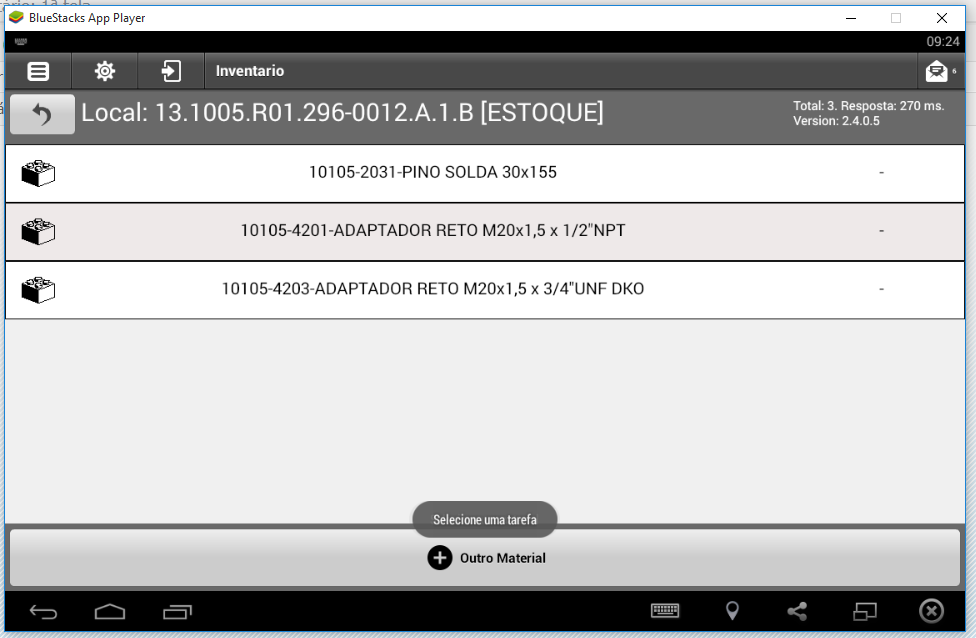 BlueStacks App Player
09:24
Inventario
6
Local: 13.1005.R01.296-0012.A.1.B [ESTOQUE]
Total: 3. Resposta: 270 ms.
Version: 2.4.0.5
10105-2031-PINO SOLDA 30x155 -
10105-4201-ADAPTADOR RETO M20x1,5 x 1/2"NPT -
10105-4203-ADAPTADOR RETO M20x1,5 x 3/4"UNF DKO -
Selecione uma tarefa
Outro Material